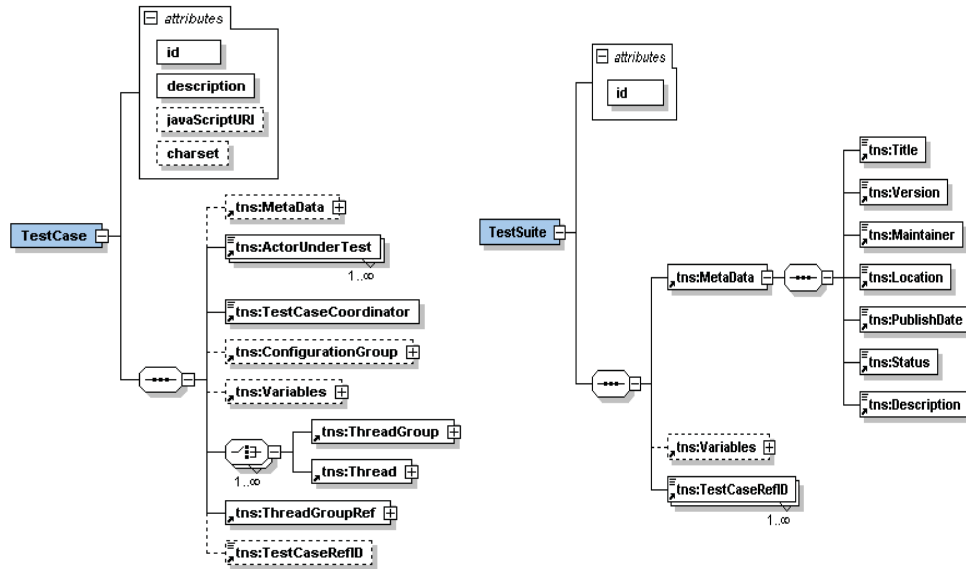 attributes
id
description
javaScriptURI
charset
TestCase
tns:MetaData
tns:ActorUnderTest
1..∞
tns:TestCaseCoordinator
tns:ConfigurationGroup
tns:Variables
1..∞
tns:ThreadGroup
tns:Thread
tns:ThreadGroupRef
tns:TestCaseRefID
attributes
id
TestSuite
tns:MetaData
tns:Title
tns:Version
tns:Maintainer
tns:Location
tns:PublishDate
tns:Status
tns:Description
tns:Variables
tns:TestCaseRefID
1..∞